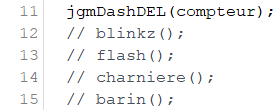 11 jgmDashDEL(compteur);
12 // blinkz();
13 // flash();
14 // charniere();
15 // barin();